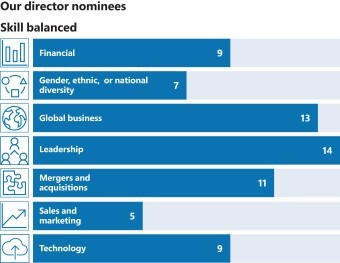 Our director nominees
Skill balanced
Financial 9
Gender, ethnic, or national
diversity 7
Global business 13
Leadership 14
Mergers and
acquisitions 11
Sales and
marketing 5
Technology 9